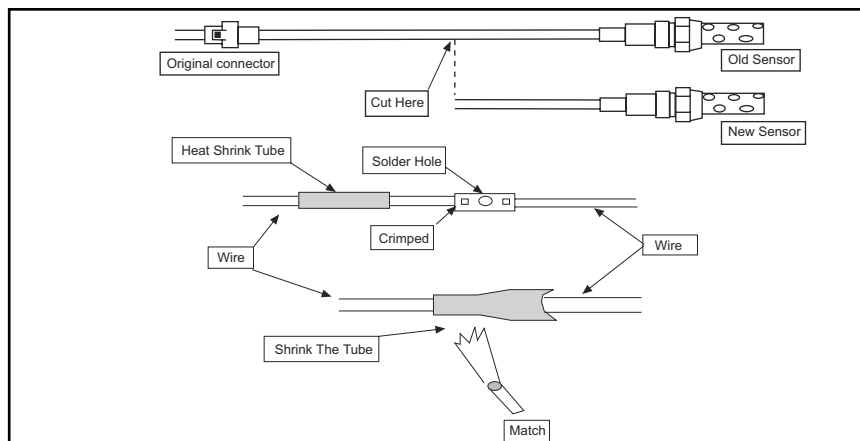 Original connector
Old Sensor
Cut Here
New Sensor
Heat Shrink Tube
Solder Hole
Crimped
Wire
Wire
Shrink The Tube
Match